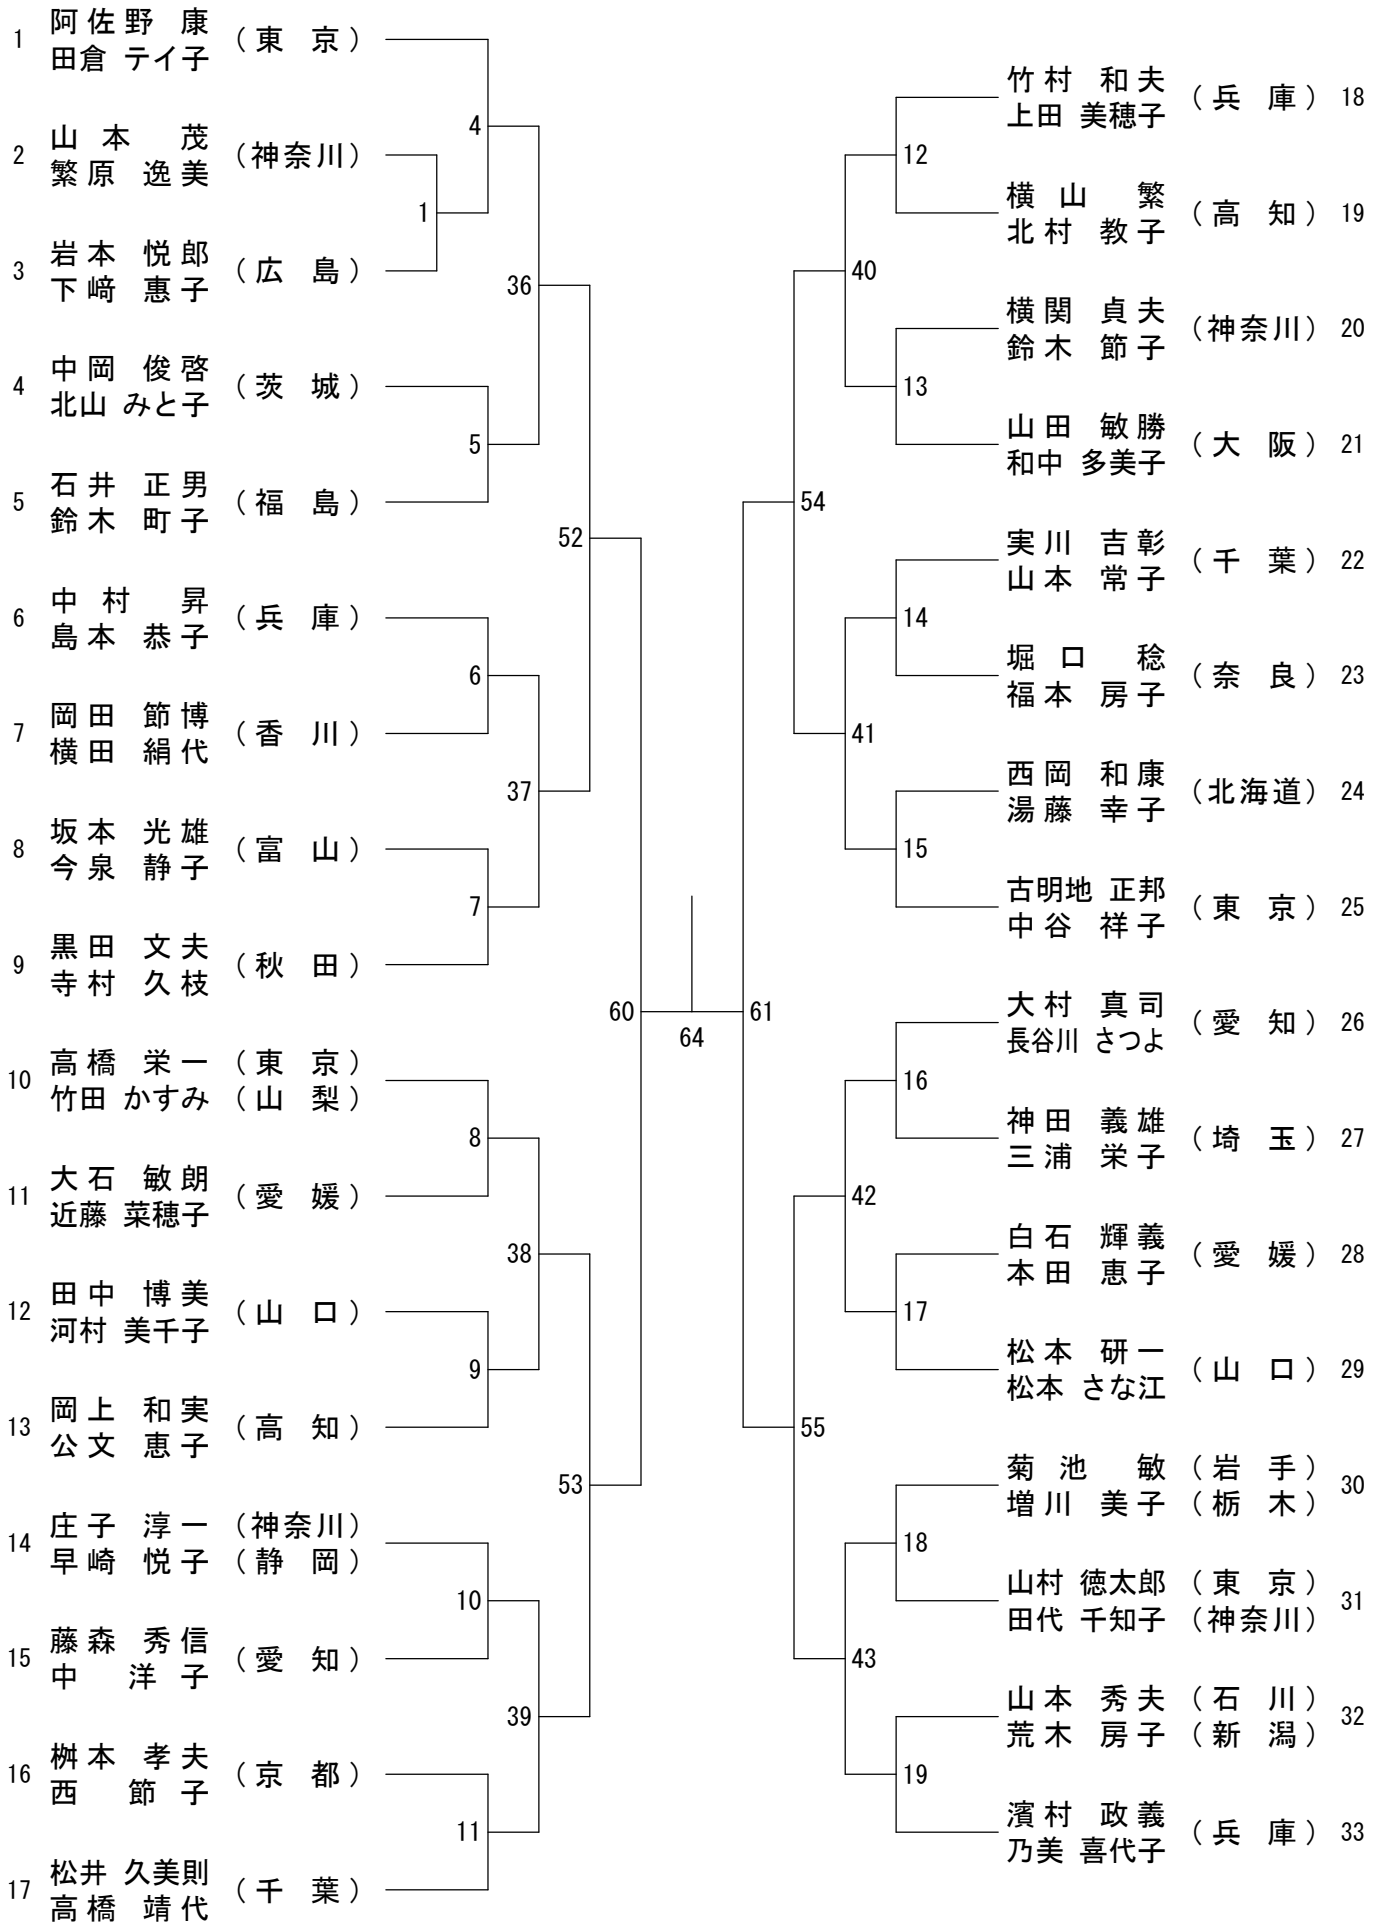 1 阿佐野 康 (東 京)
田倉 テイ子
2 山本 茂 (神奈川)
繁原 逸美
1
3 岩本 悦郎 (広 島)
下﨑 惠子
4
4 中岡 俊啓 (茨 城)
北山 みと子
5
5 石井 正男 (福 島)
鈴木 町子
36
6 中村 昇 (兵 庫)
島本 恭子
6
7 岡田 節博 (香 川)
横田 絹代
37
8 坂本 光雄 (富 山)
今泉 静子
7
9 黒田 文夫 (秋 田)
寺村 久枝
52
10 高橋 栄一 (東 京)
竹田 かすみ (山 梨)
8
11 大石 敏朗 (愛 媛)
近藤 菜穂子
38
12 田中 博美 (山 口)
河村 美千子
9
13 岡上 和実 (高 知)
公文 恵子
53
14 庄子 淳一 (神奈川)
早崎 悦子 (静 岡)
10
15 藤森 秀信 (愛 知)
中 洋子
39
16 桝本 孝夫 (京 都)
西 節子
11
17 松井 久美則 (千 葉)
高橋 靖代
60
64
61
竹村 和夫 (兵 庫) 18
上田 美穂子
12
横山 繁 (高 知) 19
北村 教子
40
横関 貞夫 (神奈川) 20
鈴木 節子
13
山田 敏勝 (大 阪) 21
和中 多美子
54
実川 吉彰 (千 葉) 22
山本 常子
14
堀口 稔 (奈 良) 23
福本 房子
41
西岡 和康 (北海道) 24
湯藤 幸子
15
古明地 正邦 (東 京) 25
中谷 祥子
大村 真司 (愛 知) 26
長谷川 さつよ
16
神田 義雄 (埼 玉) 27
三浦 栄子
42
白石 輝義 (愛 媛) 28
本田 恵子
17
松本 研一 (山 口) 29
松本 さな江
55
菊池 敏 (岩 手) 30
増川 美子 (栃 木)
18
山村 徳太郎 (東 京) 31
田代 千知子 (神奈川)
43
山本 秀夫 (石 川) 32
荒木 房子 (新 潟)
19
濱村 政義 (兵 庫) 33
乃美 喜代子